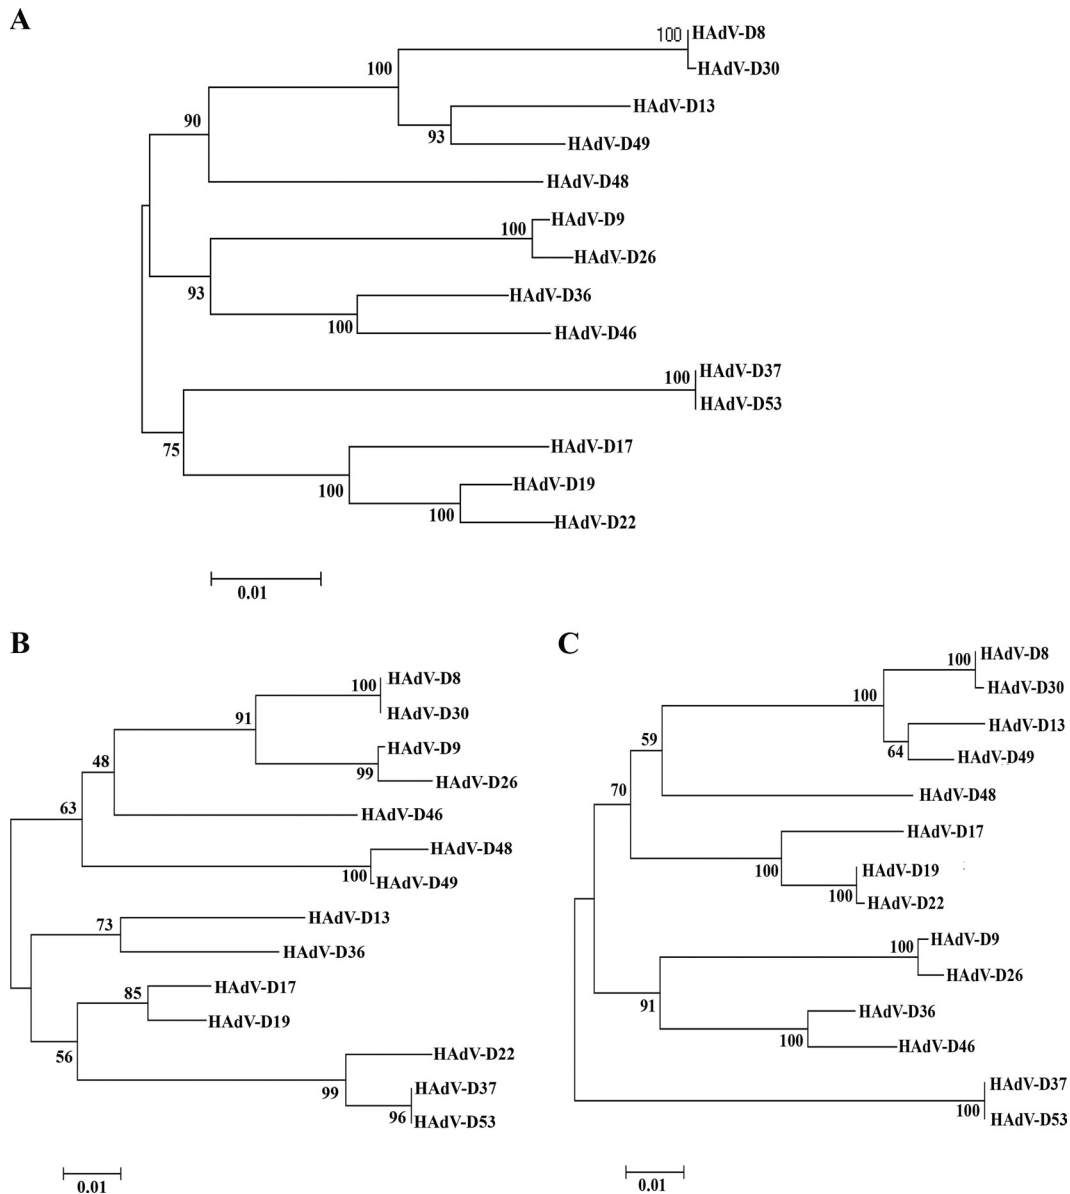 A
100 HAdV-D8
HAdV-D30
100
HAdV-D13
90
93
HAdV-D49
HAdV-D48
HAdV-D9
100
HAdV-D26
93
HAdV-D36
100
HAdV-D46
HAdV-D37
100
HAdV-D53
75
HAdV-D17
HAdV-D19
100
100
HAdV-D22
0.01
B
HAdV-D8
100
HAdV-D30
91
HAdV-D9
48
99
HAdV-D26
63
HAdV-D46
HAdV-D48
100
HAdV-D49
73
HAdV-D13
HAdV-D36
85
HAdV-D17
HAdV-D19
56
HAdV-D22
99
HAdV-D37
96
HAdV-D53
0.01
C
HAdV-D8
100
HAdV-D30
100
HAdV-D13
59
64
HAdV-D49
70
HAdV-D48
HAdV-D17
100
HAdV-D19
100
HAdV-D22
HAdV-D9
100
HAdV-D26
91
HAdV-D36
100
HAdV-D46
HAdV-D37
100
HAdV-D53
0.01